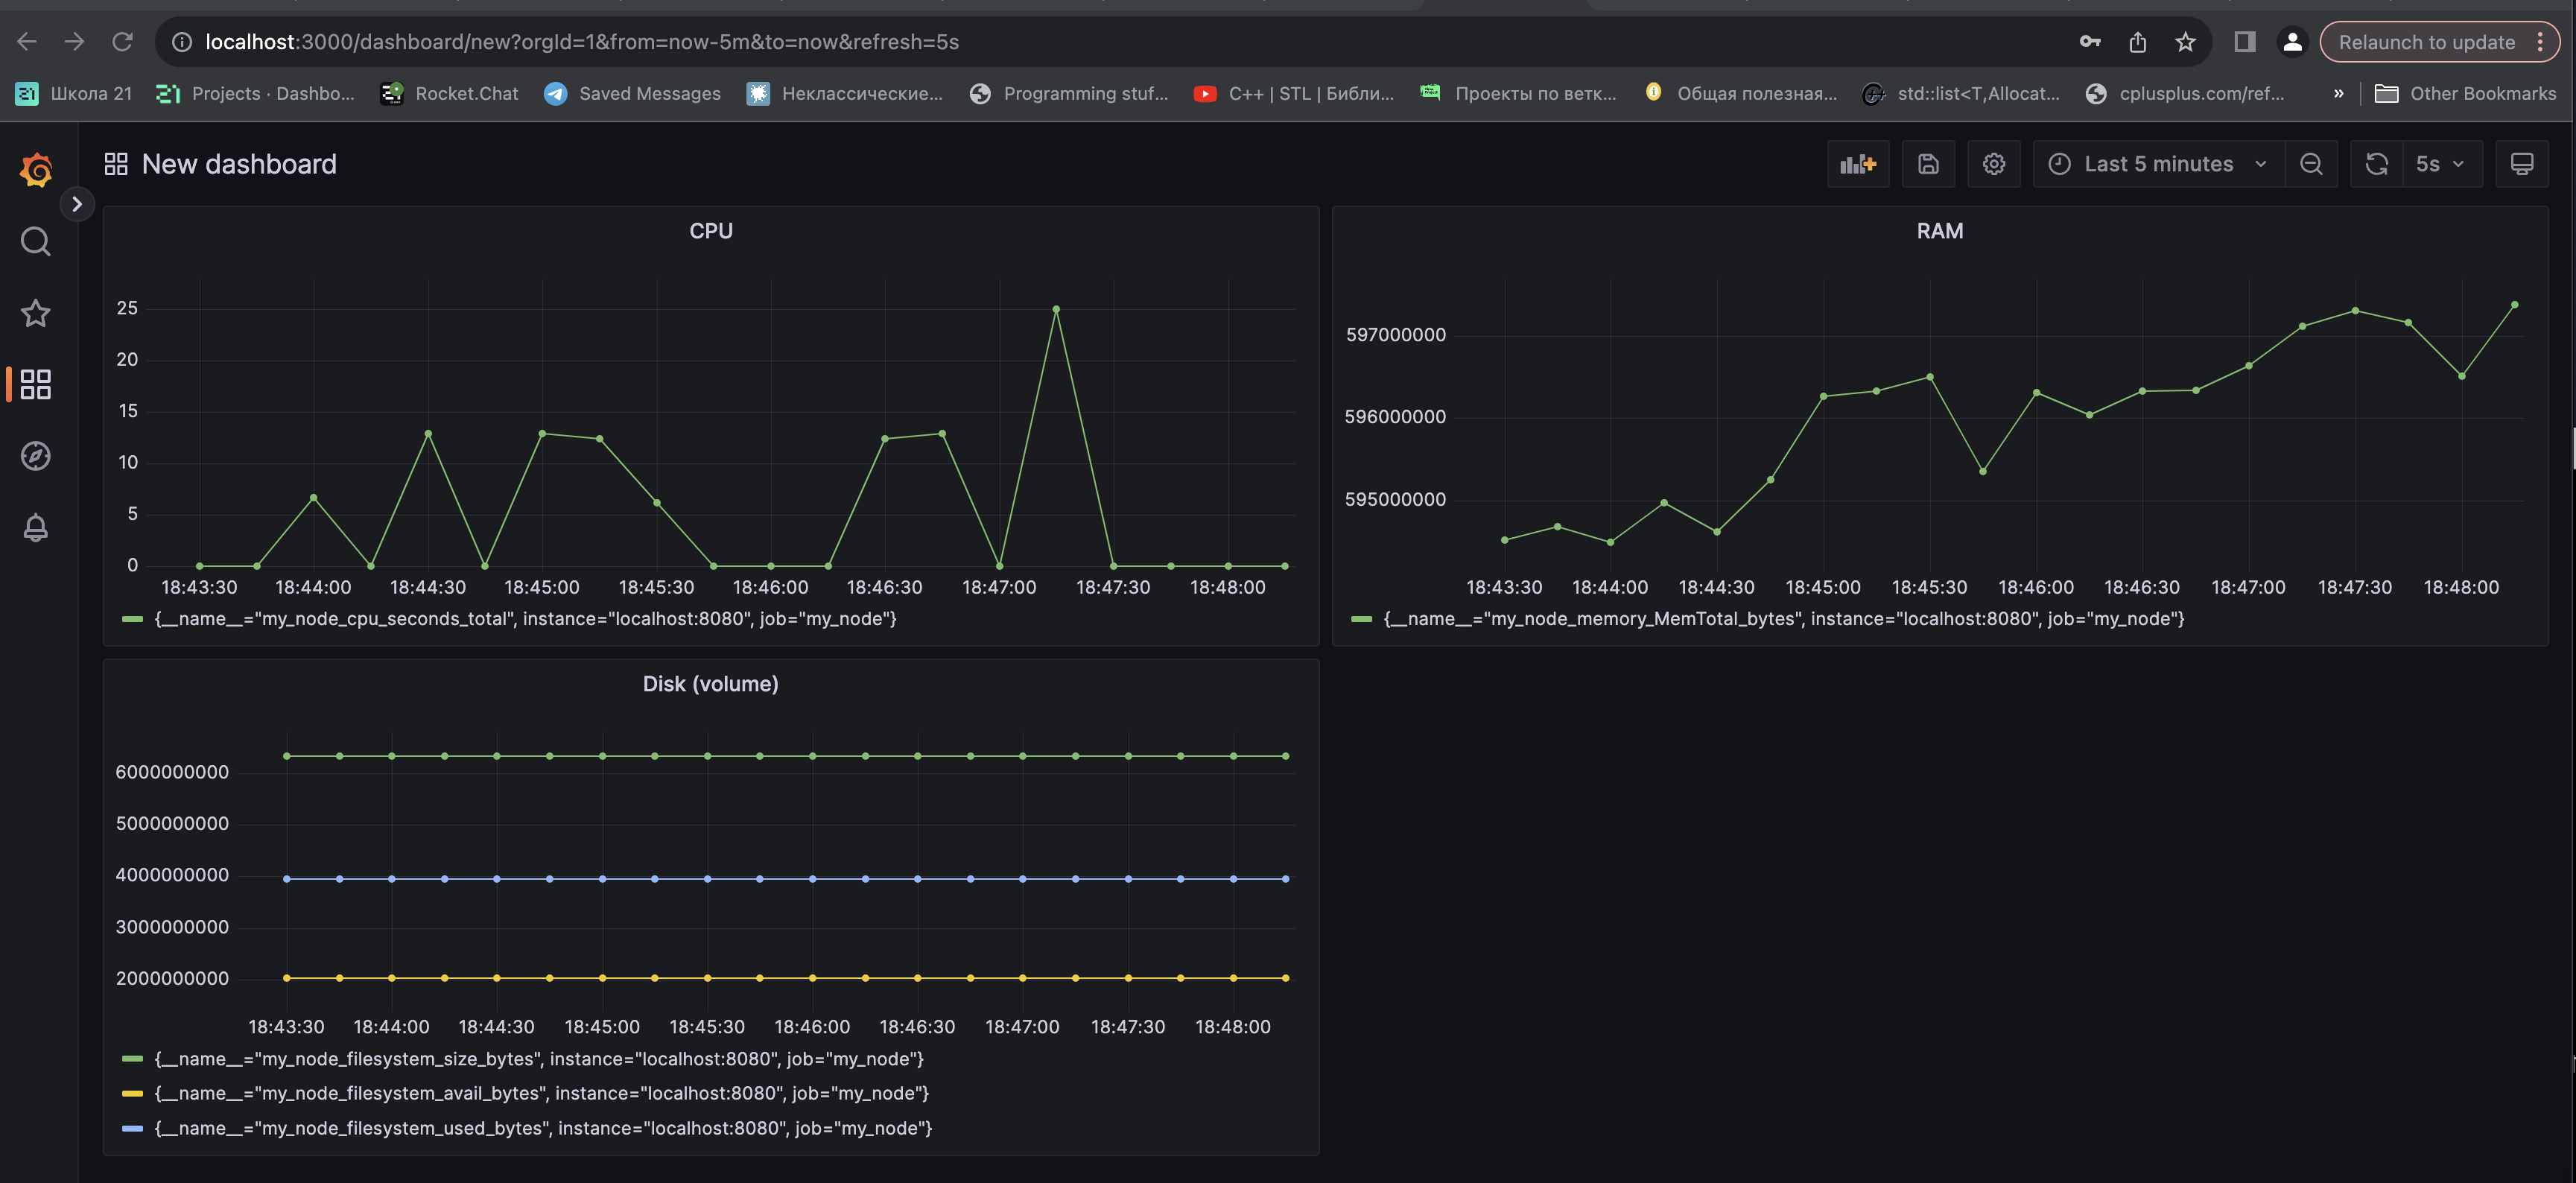 localhost:3000/dashboard/new?orgId=1&from=now-5m&to=now&refresh=5s
Relaunch to update
Школа 21
Projects · Dashbo...
Rocket.Chat
Saved Messages
Неклассические...
Programming stuf...
C++ | STL | Библи...
Проекты по ветк...
Общая полезная...
std::list<T,Allocat...
cplusplus.com/ref...
»
Other Bookmarks
New dashboard
Last 5 minutes
5s
CPU
25
20
15
10
5
0
18:43:30 18:44:00 18:44:30 18:45:00 18:45:30 18:46:00 18:46:30 18:47:00 18:47:30 18:48:00
{__name__="my_node_cpu_seconds_total", instance="localhost:8080", job="my_node"}
RAM
597000000
596000000
595000000
18:43:30 18:44:00 18:44:30 18:45:00 18:45:30 18:46:00 18:46:30 18:47:00 18:47:30 18:48:00
{__name__="my_node_memory_MemTotal_bytes", instance="localhost:8080", job="my_node"}
Disk (volume)
6000000000
5000000000
4000000000
3000000000
2000000000
18:43:30 18:44:00 18:44:30 18:45:00 18:45:30 18:46:00 18:46:30 18:47:00 18:47:30 18:48:00
{__name__="my_node_filesystem_size_bytes", instance="localhost:8080", job="my_node"}
{__name__="my_node_filesystem_avail_bytes", instance="localhost:8080", job="my_node"}
{__name__="my_node_filesystem_used_bytes", instance="localhost:8080", job="my_node"}